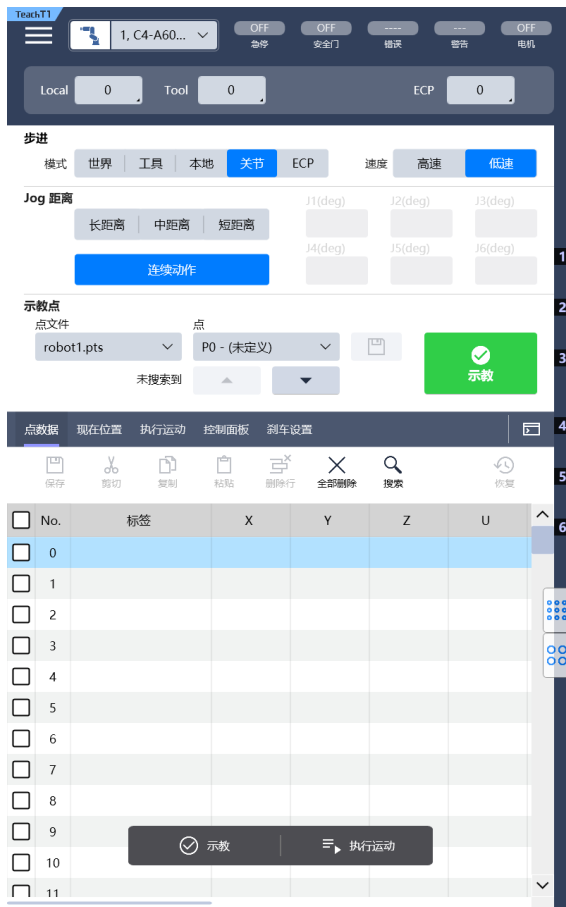 TeachT1
1, C4-A60... OFF OFF ---- --- OFF
急停 安全门 错误 警告 电机
Local 0 Tool 0 ECP 0
步进
模式 世界 工具 本地 关节 ECP 速度 高速 低速
Jog 距离 J1(deg) J2(deg) J3(deg)
长距离 中距离 短距离
J4(deg) J5(deg) J6(deg)
连续动作
1
示教点
2
点文件 点
robot1.pts P0 - (未定义)
3
未搜索到 示教
点数据 现在位置 执行运动 控制面板 刹车设置
4
保存 剪切 复制 粘贴 删除行 全部删除 搜索 恢复
5
No. 标签 X Y Z U
6
0
1
2
3
4
5
6
7
8
9
示教 执行运动
10
11